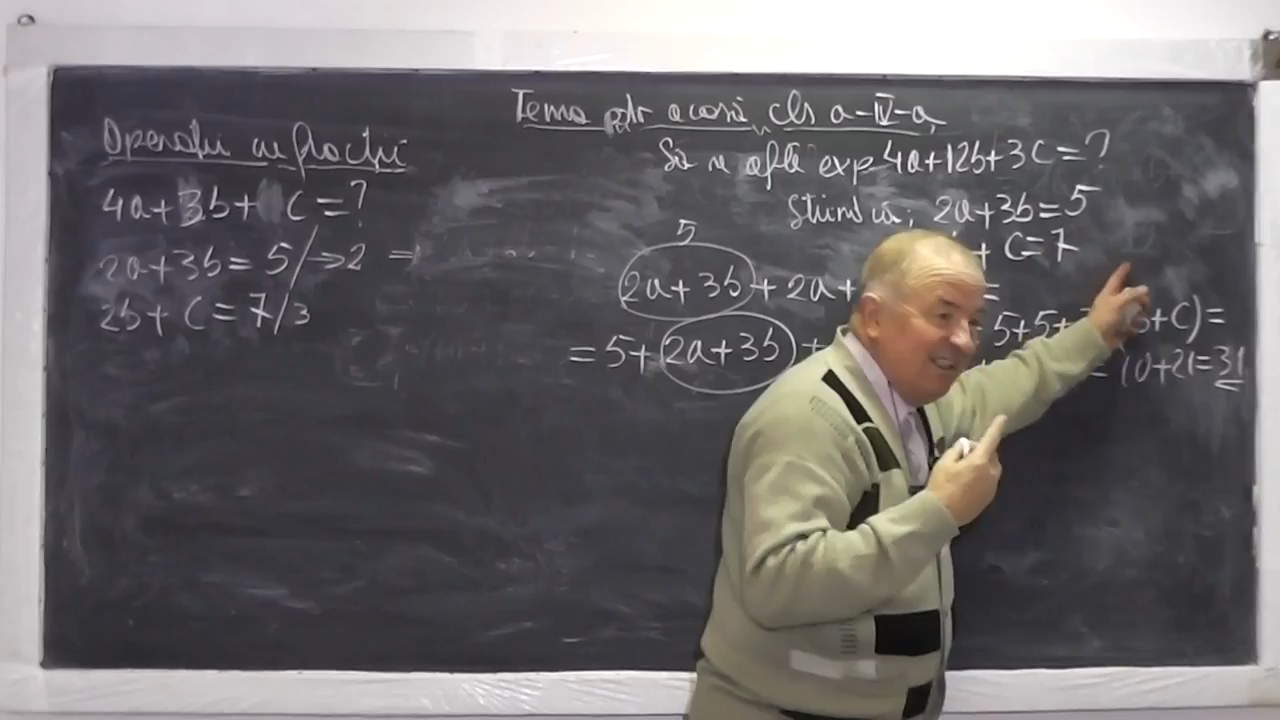 Tema ptr acasă, cls a-IV-a,
Operații cu fracții
4a+3b+ c=?
2a+3b= 5/→2 =
2b+ c=7/3
Să se afle exp 4a+12b+3c=?
Știind că; 2a+3b=5
+ c=7
5
2a+3b+2a+ =
=5+2a+3b+ 5+5+ b+c)=
= 10+21=31